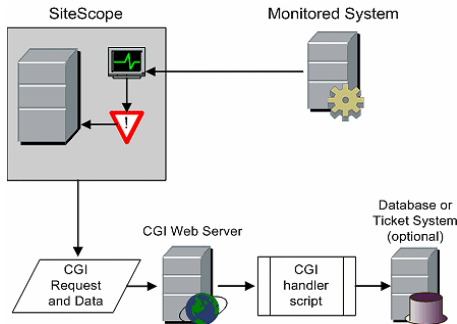 SiteScope
Monitored System
!
CGI Web Server
Database or
Ticket System
(optional)
CGI
Request
and Data
CGI
handler
script